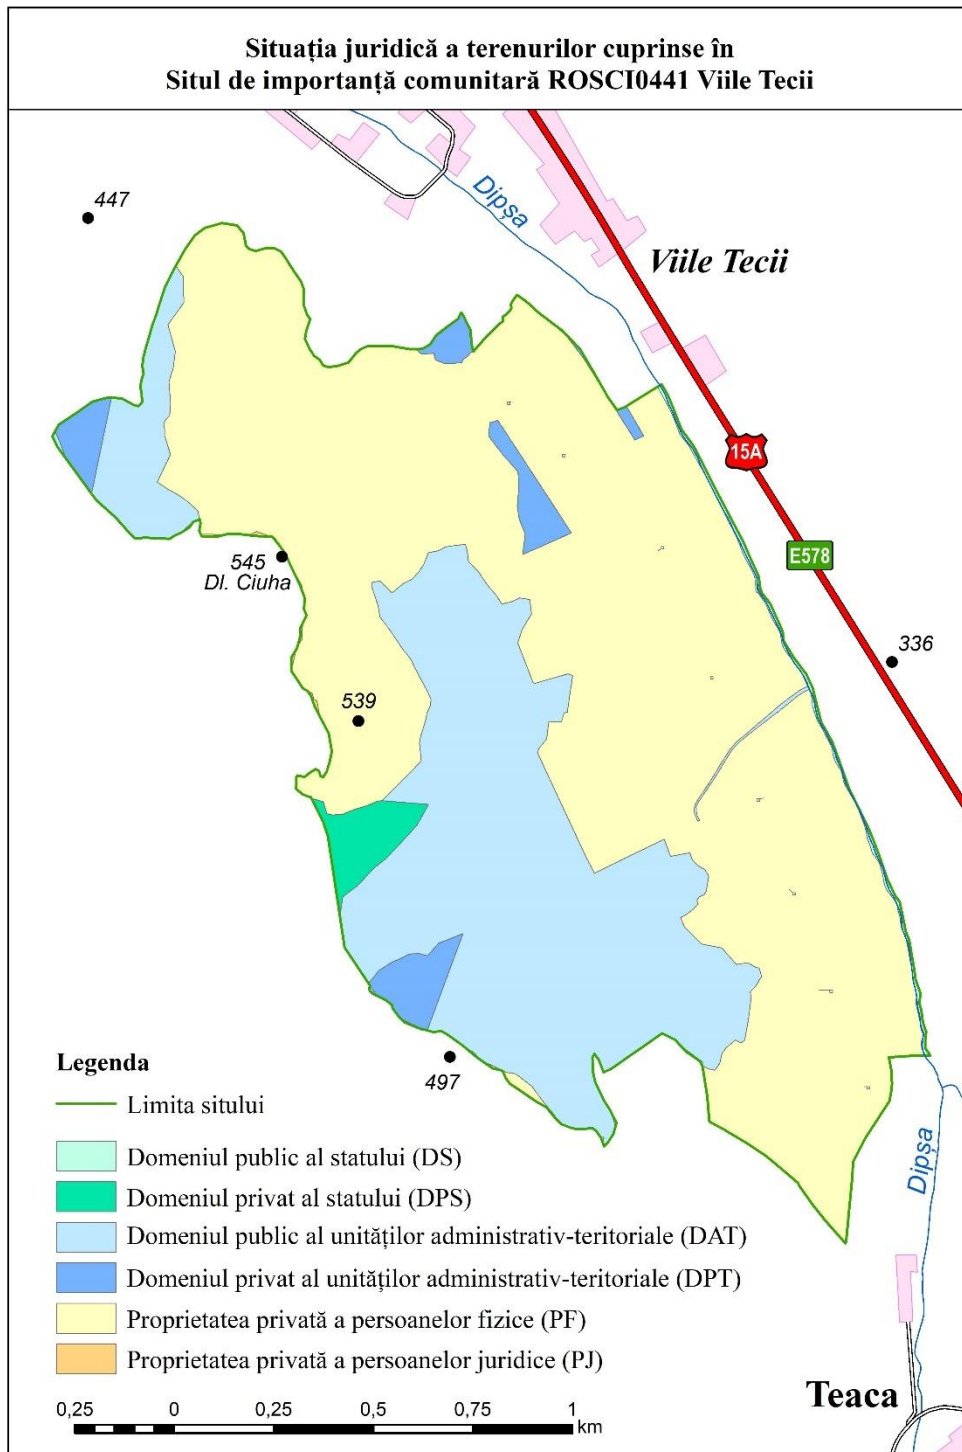 Situația juridică a terenurilor cuprinse în
Situl de importanță comunitară ROSCI0441 Viile Tecii
447
Dipșa
Viile Tecii
15A
E578
545
Dl. Ciuha
336
539
497
Legenda
Limita sitului
Domeniul public al statului (DS)
Domeniul privat al statului (DPS)
Domeniul public al unităților administrativ-teritoriale (DAT)
Domeniul privat al unităților administrativ-teritoriale (DPT)
Proprietatea privată a persoanelor fizice (PF)
Proprietatea privată a persoanelor juridice (PJ)
Dipșa
Teaca
0,25 0 0,25 0,5 0,75 1
km